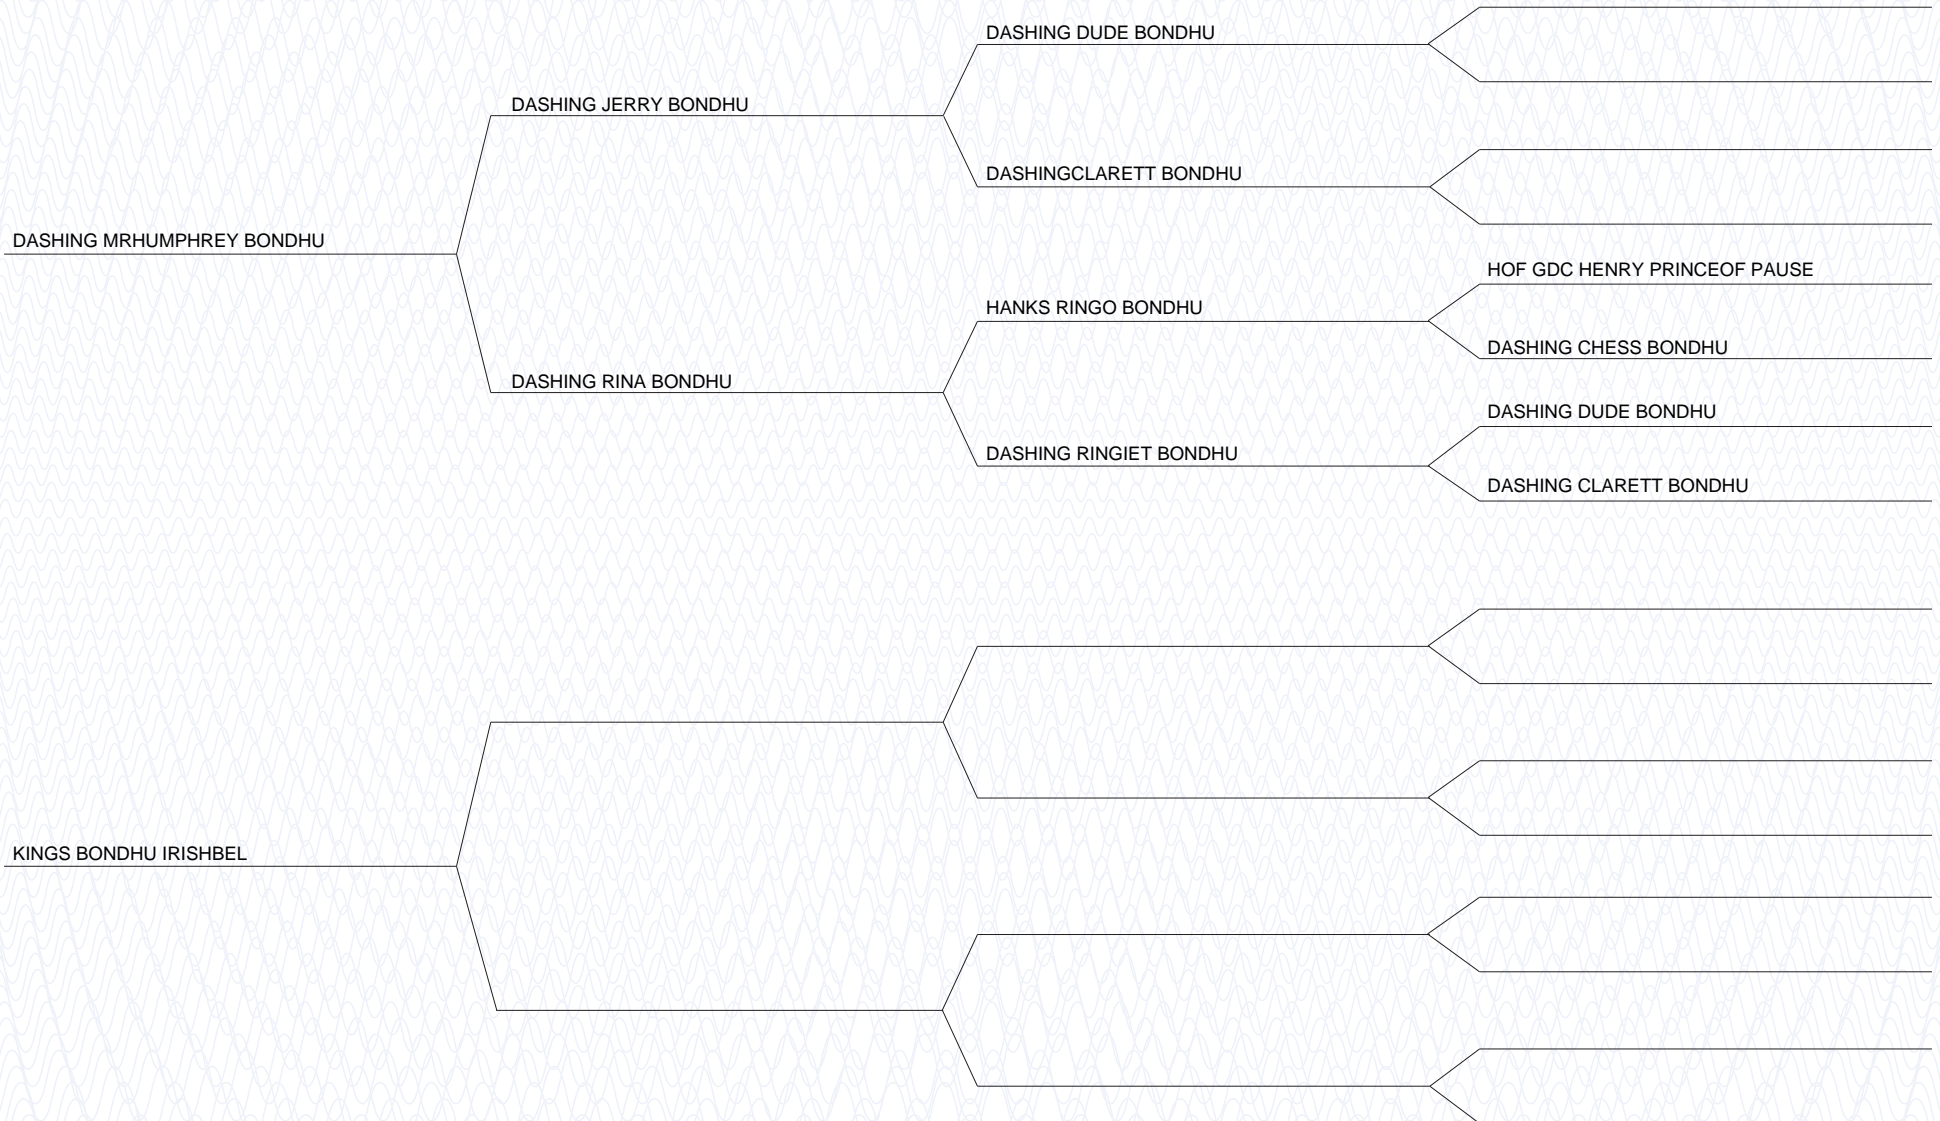 DASHING DUDE BONDHU
DASHING JERRY BONDHU
DASHINGCLARETT BONDHU
DASHING MRHUMPHREY BONDHU
HOF GDC HENRY PRINCEOF PAUSE
HANKS RINGO BONDHU
DASHING CHESS BONDHU
DASHING RINA BONDHU
DASHING DUDE BONDHU
DASHING RINGIET BONDHU
DASHING CLARETT BONDHU
KINGS BONDHU IRISHBEL